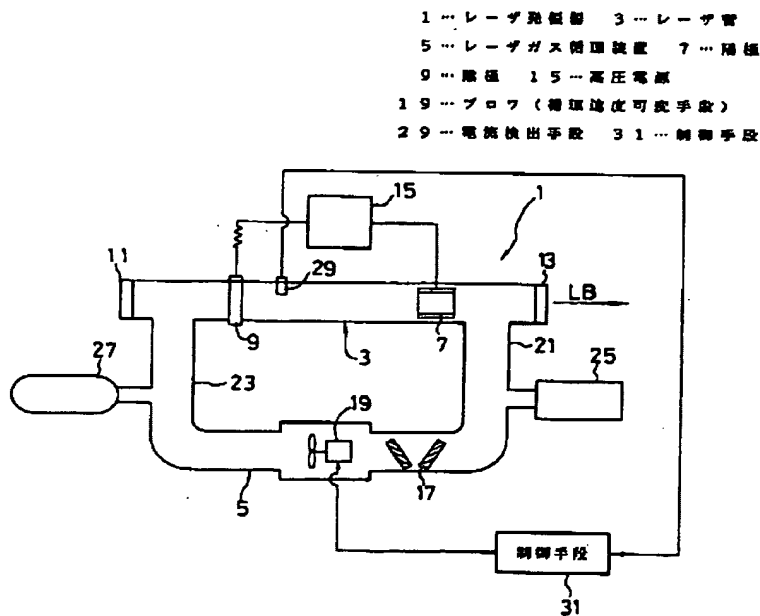 1…レーザ発振器 3…レーザ管
5…レーザガス循環装置 7…陽極
9…陰極 15…高圧電源
19…ブロワ（循環速度可変手段）
29…電流検出手段 31…制御手段
15
1
11
29
13
LB
9
7
3
21
27
23
25
19
17
5
制御手段
31